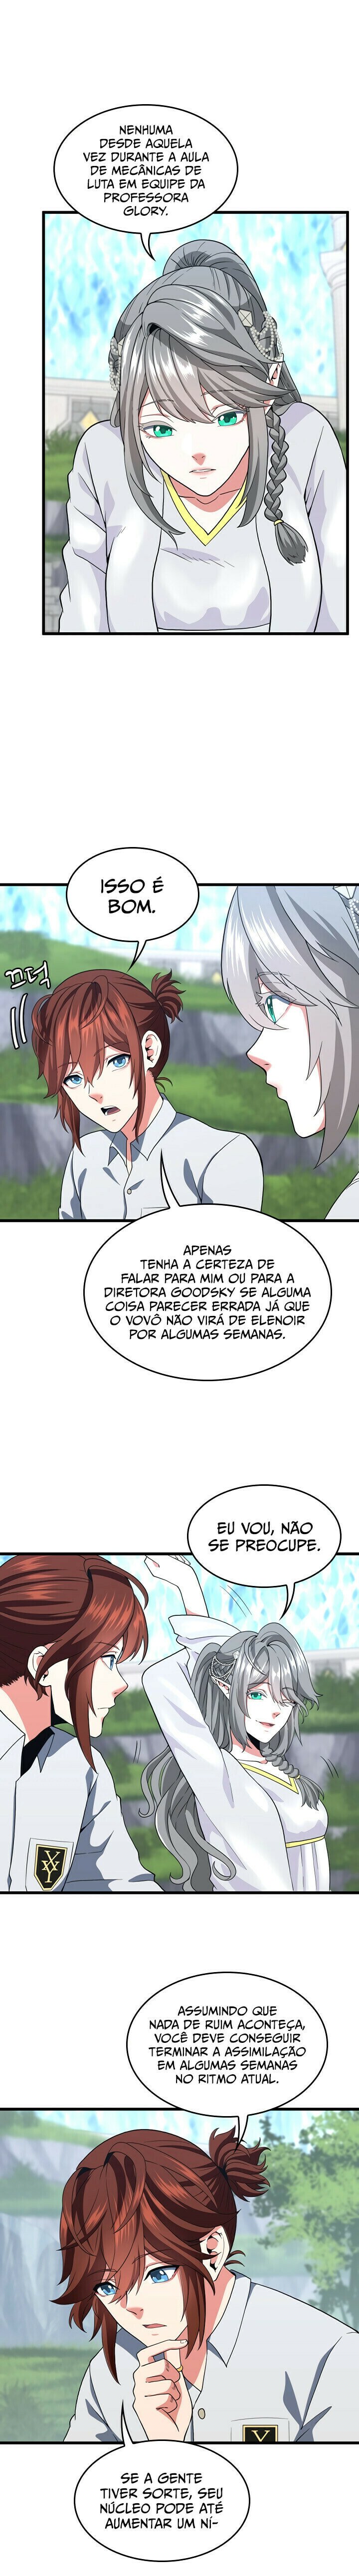 NENHUMA
DESDE AQUELA
VEZ DURANTE A AULA
DE MECÂNICAS DE
LUTA EM EQUIPE DA
PROFESSORA
GLORY.
ISSO É
BOM.
끄덕
APENAS
TENHA A CERTEZA DE
FALAR PARA MIM OU PARA A
DIRETORA GOODSKY SE ALGUMA
COISA PARECER ERRADA JÁ QUE
O VOVÔ NÃO VIRÁ DE ELENOIR
POR ALGUMAS SEMANAS.
EU VOU, NÃO
SE PREOCUPE.
ASSUMINDO QUE
NADA DE RUIM ACONTEÇA,
VOCÊ DEVE CONSEGUIR
TERMINAR A ASSIMILAÇÃO
EM ALGUMAS SEMANAS
NO RITMO ATUAL.
SE A GENTE
TIVER SORTE, SEU
NÚCLEO PODE ATÉ
AUMENTAR UM NÍ-